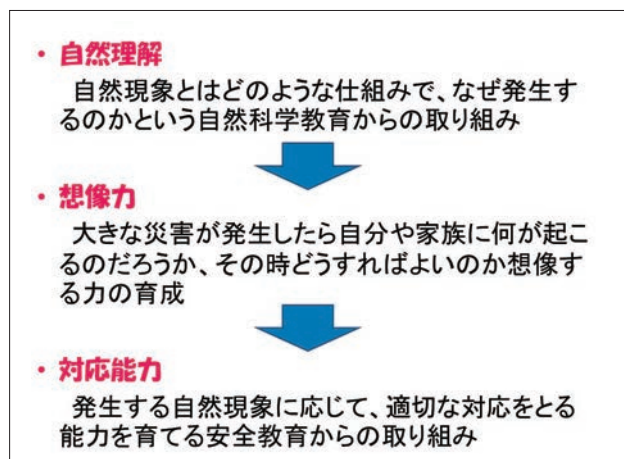 ・自然理解
自然現象とはどのような仕組みで、なぜ発生す
るのかという自然科学教育からの取り組み
・想像力
大きな災害が発生したら自分や家族に何が起こ
るのだろうか、その時どうすればよいのか想像す
る力の育成
・対応能力
発生する自然現象に応じて、適切な対応をとる
能力を育てる安全教育からの取り組み